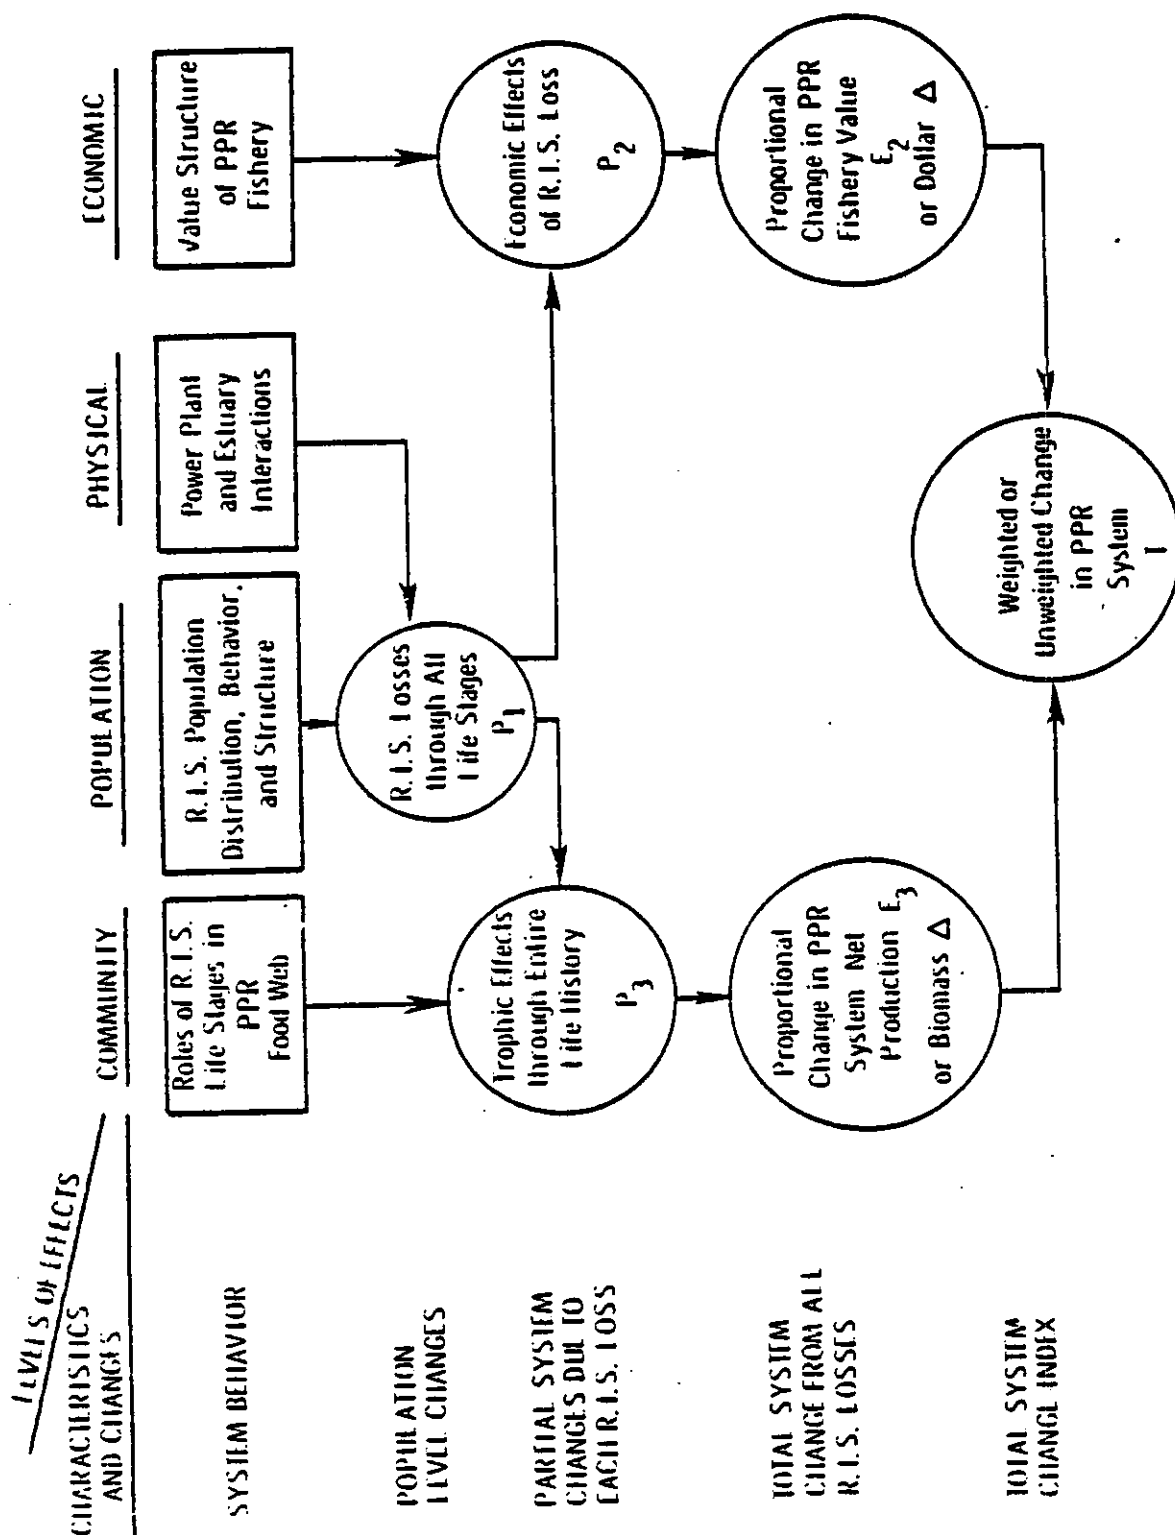 LEVELS OF EFFECTS
CHARACTERISTICS
AND CHANGES
COMMUNITY
POPULATION
PHYSICAL
ECONOMIC
SYSTEM BEHAVIOR
Roles of R.I.S.
Life Stages in
PPR
Food Web
R.I.S. Population
Distribution, Behavior,
and Structure
Power Plant
and Estuary
Interactions
Value Structure
of PPR
Fishery
POPULATION
LEVEL CHANGES
R.I.S. Losses
through All
Life Stages
P1
PARTIAL SYSTEM
CHANGES DUE TO
EACH R.I.S. LOSS
Trophic Effects
through Entire
Life History
P3
Economic Effects
of R.I.S. Loss
P2
TOTAL SYSTEM
CHANGE FROM ALL
R.I.S. LOSSES
Proportional
Change in PPR
System Net
Production E3
or Biomass Δ
Proportional
Change in PPR
Fishery Value
E2
or Dollar Δ
TOTAL SYSTEM
CHANGE INDEX
Weighted or
Unweighted Change
in PPR
System
I